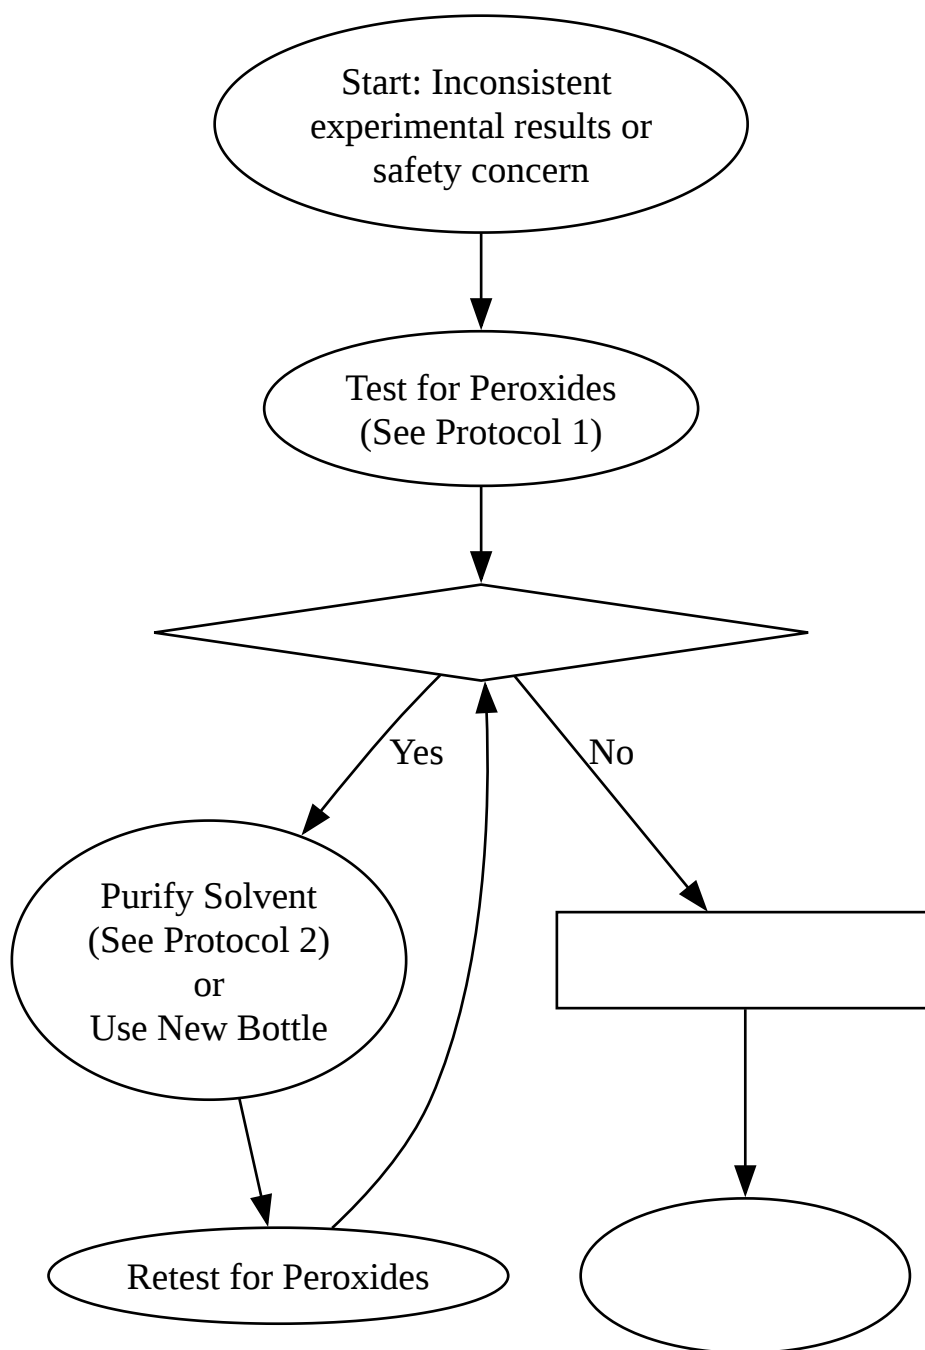 Start: Inconsistent
experimental results or
safety concern
Test for Peroxides
(See Protocol 1)
Yes
No
Purify Solvent
(See Protocol 2)
or
Use New Bottle
Retest for Peroxides